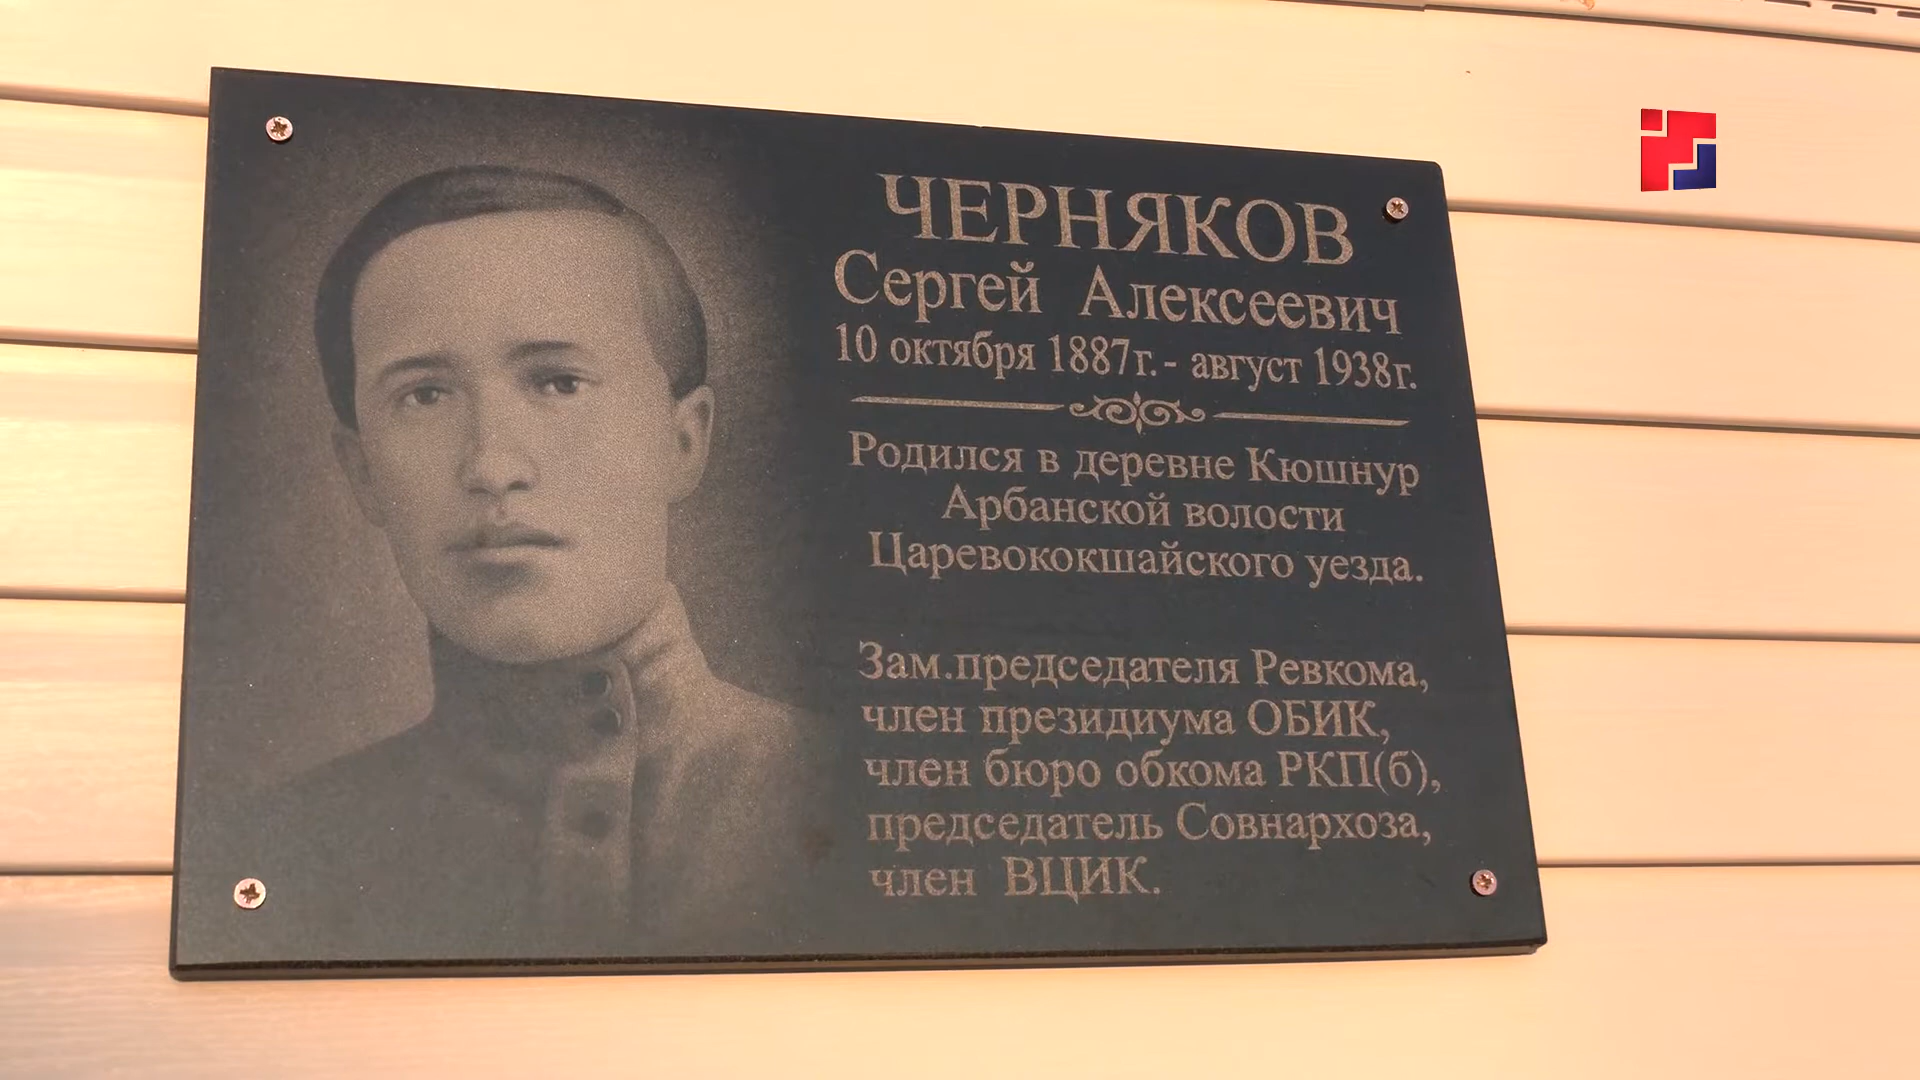 ЧЕРНЯКОВ
Сергей Алексеевич
10 октября 1887г. - август 1938г.
Родился в деревне Кюшнур
Арбанской волости
Царевококшайского уезда.
Зам.председателя Ревкома,
член президиума ОБИК,
член бюро обкома РКП(б),
председатель Совнархоза,
член ВЦИК.